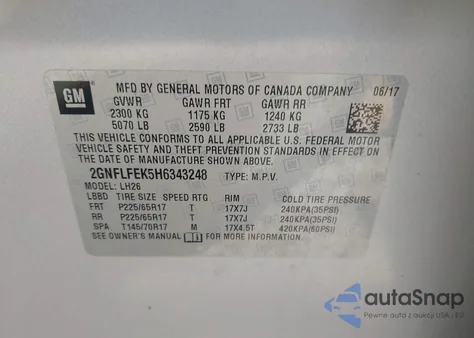 GM
MFD BY GENERAL MOTORS OF CANADA COMPANY 06/17
GVWR GAWR FRT GAWR RR
2300 KG 1175 KG 1240 KG
5070 LB 2590 LB 2733 LB
THIS VEHICLE CONFORMS TO ALL APPLICABLE U.S. FEDERAL MOTOR
VEHICLE SAFETY AND THEFT PREVENTION STANDARDS IN EFFECT
ON THE DATE OF MANUFACTURE SHOWN ABOVE.
2GNFLFEK5H6343248 TYPE: M.P.V.
MODEL: LH26
LBBD TIRE SIZE SPEED RTG RIM COLD TIRE PRESSURE
FRT P225/65R17 T 17X7J 240KPA(35PSI)
RR P225/65R17 T 17X7J 240KPA(35PSI)
SPA T145/70R17 M 17X4.5T 420KPA(60PSI)
SEE OWNER'S MANUAL FOR MORE INFORMATION.
autoSnap
Pewne auto z USA i EU